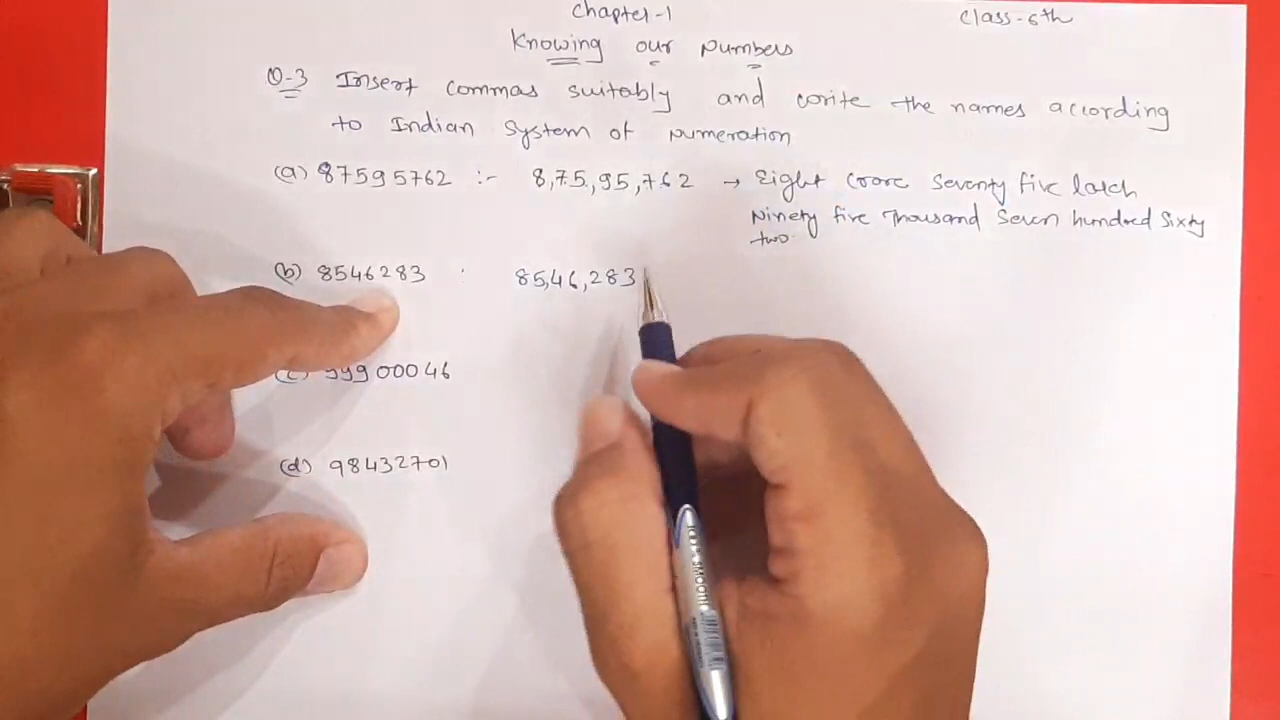 Chapter-1
Class-6th
Knowing our numbers
Q-3 Insert commas suitably and write the names according
to Indian System of numeration
(a) 87595762 :- 8,75,95,762 → Eight crore Seventy five lakh
Ninety five Thousand Seven hundred Sixty
two
(b) 8546283 : 85,46,283
(c) 99900046
(d) 98432701